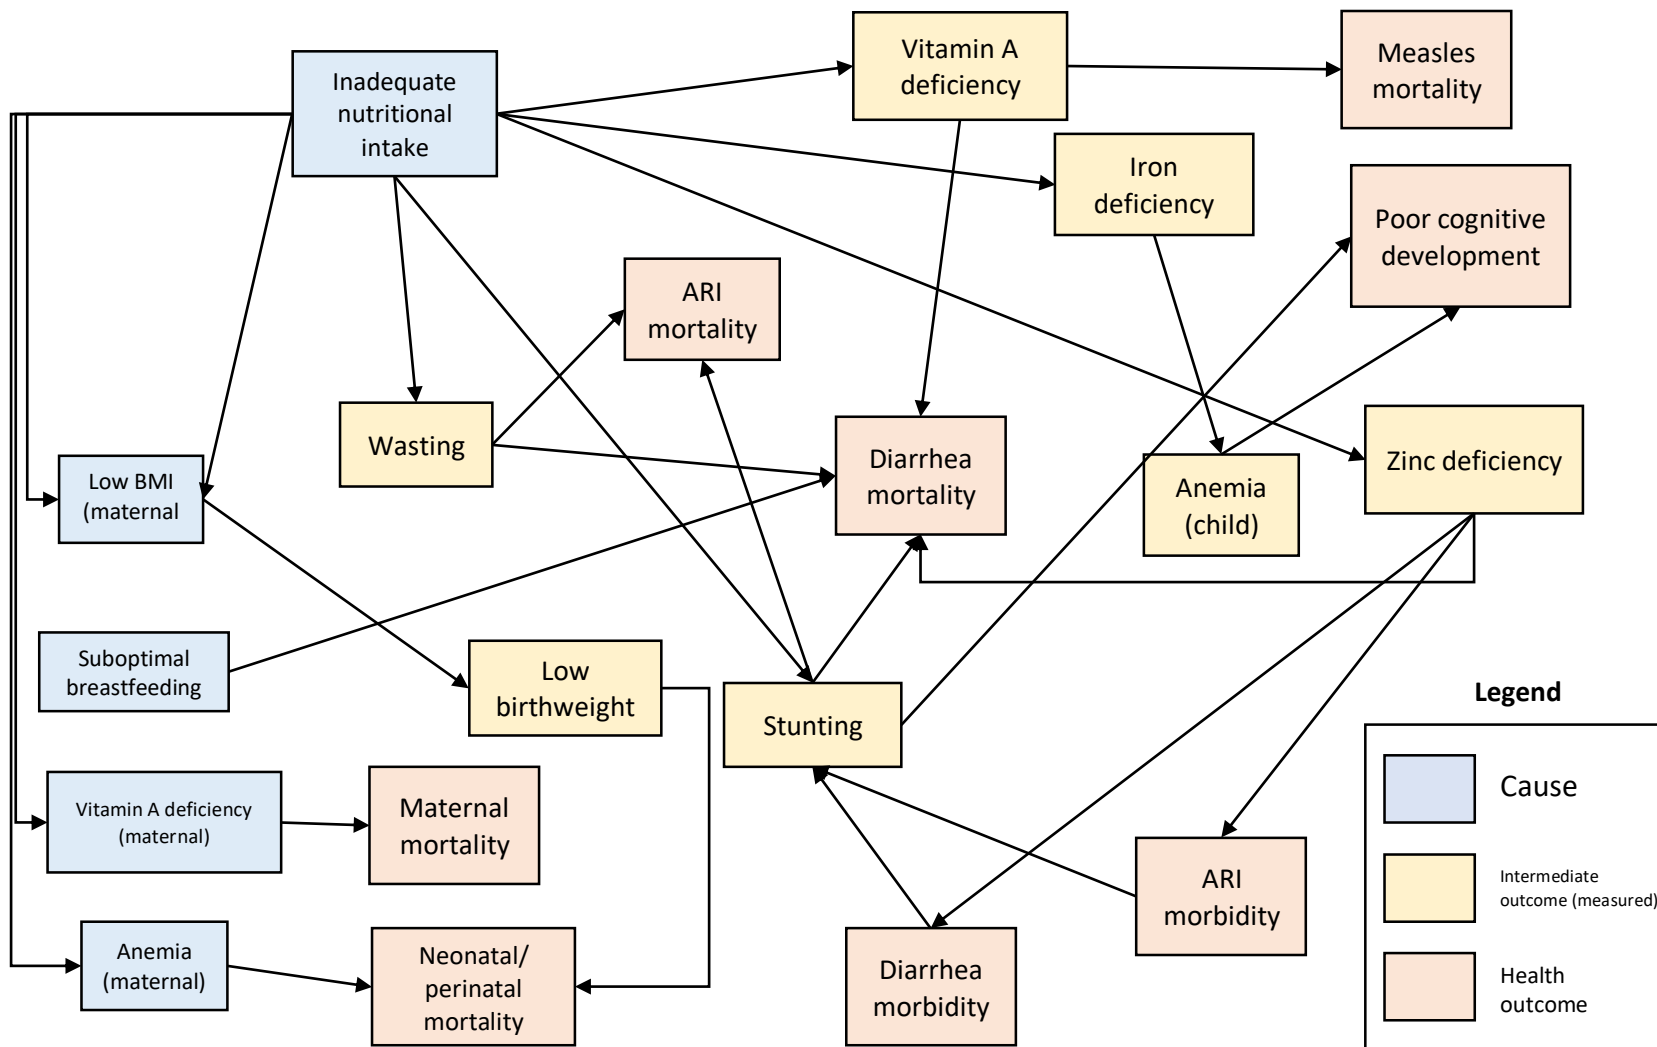 Inadequate
nutritional
intake
Vitamin A
deficiency
Measles
mortality
Iron
deficiency
Poor cognitive
development
ARI
mortality
Wasting
Diarrhea
mortality
Zinc deficiency
Anemia
(child)
Low BMI
(maternal
Suboptimal
breastfeeding
Low
birthweight
Stunting
Vitamin A deficiency
(maternal)
Maternal
mortality
ARI
morbidity
Anemia
(maternal)
Neonatal/
perinatal
mortality
Diarrhea
morbidity
Legend
Cause
Intermediate
outcome (measured)
Health
outcome